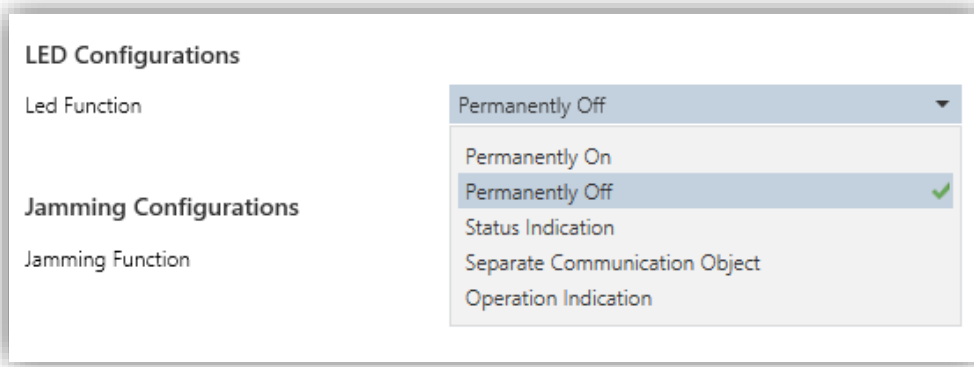 LED Configurations
Led Function
Permanently Off
Permanently On
Permanently Off
Status Indication
Separate Communication Object
Operation Indication
Jamming Configurations
Jamming Function